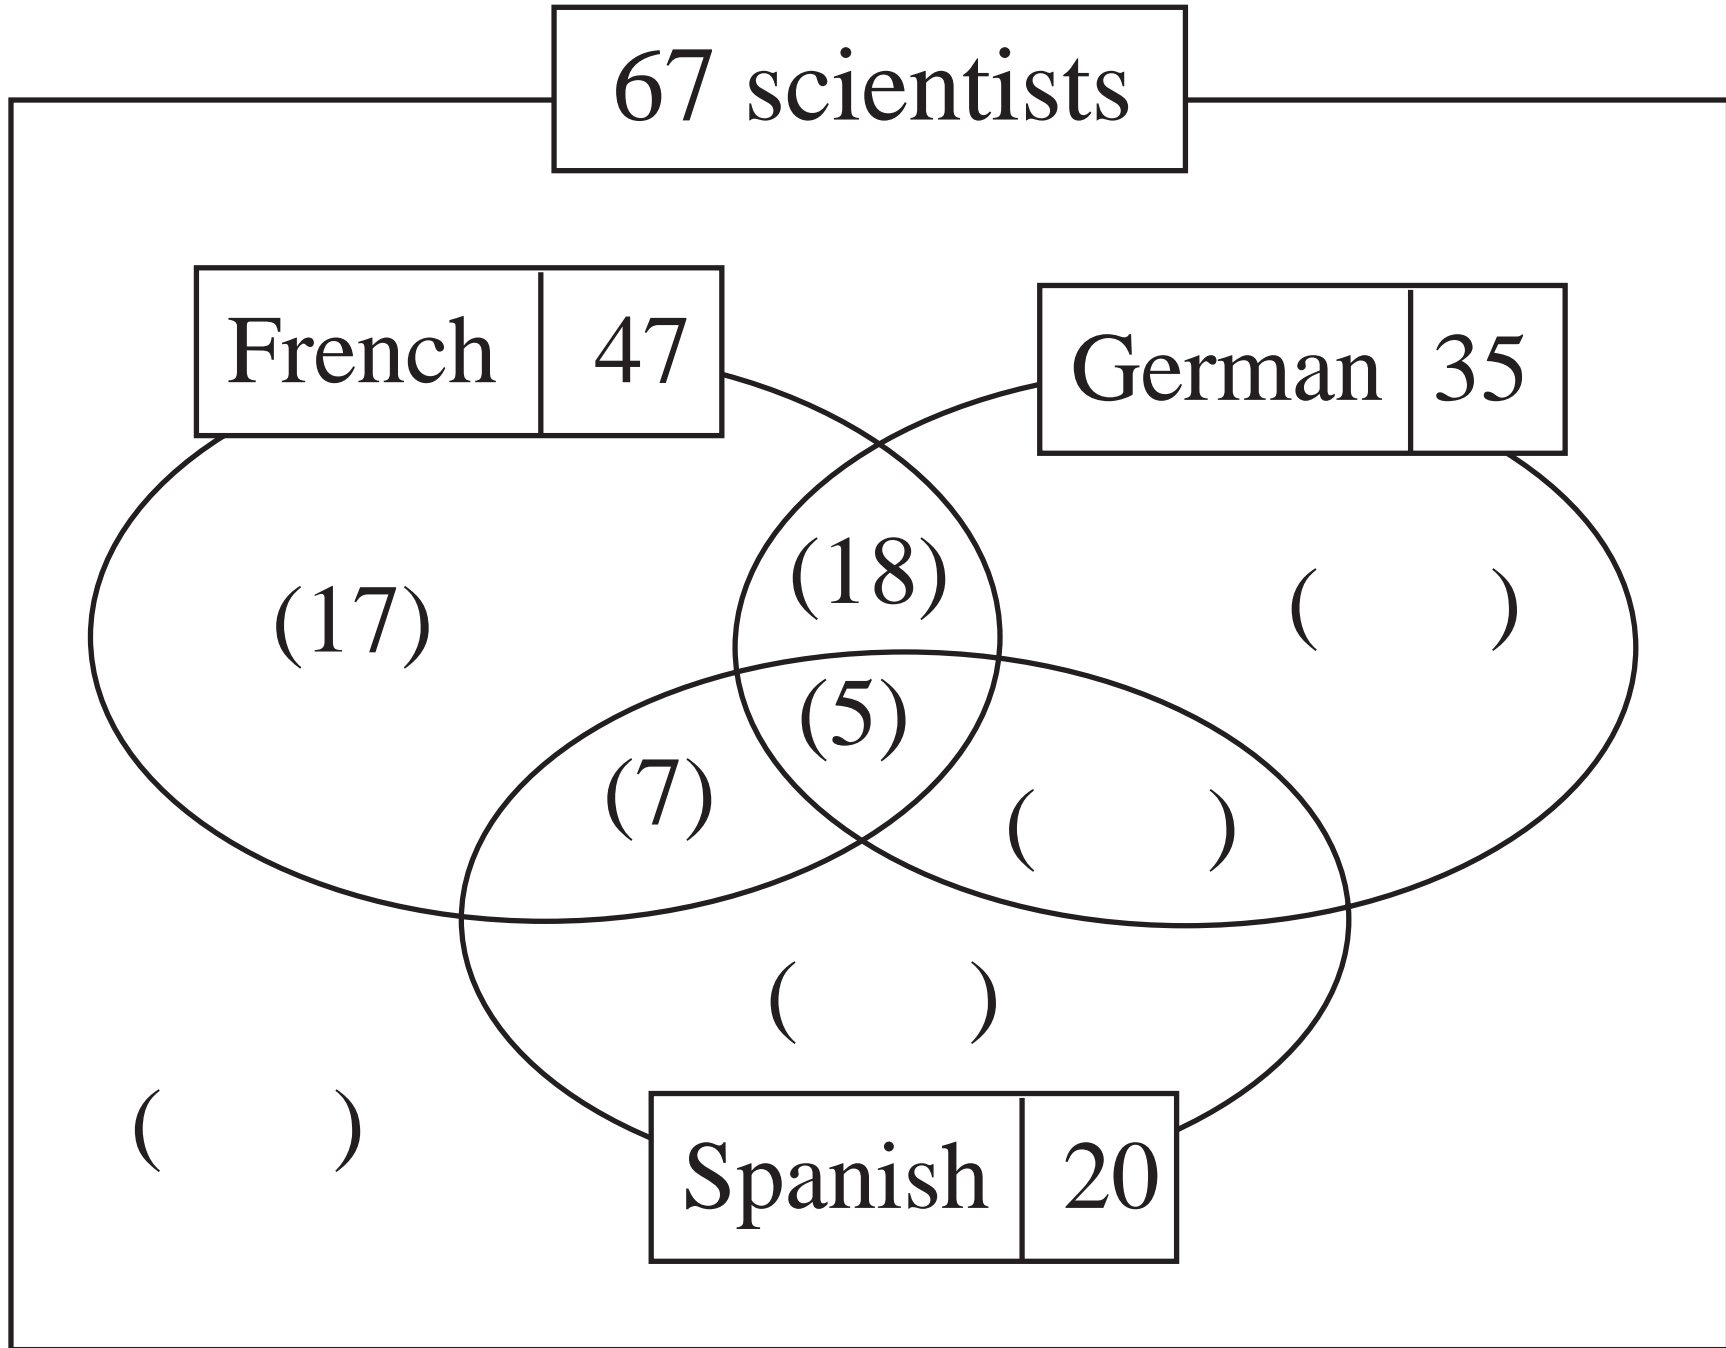 67 scientists
French 47
German 35
(18)
(17)
( )
(5)
(7)
( )
( )
( )
Spanish 20